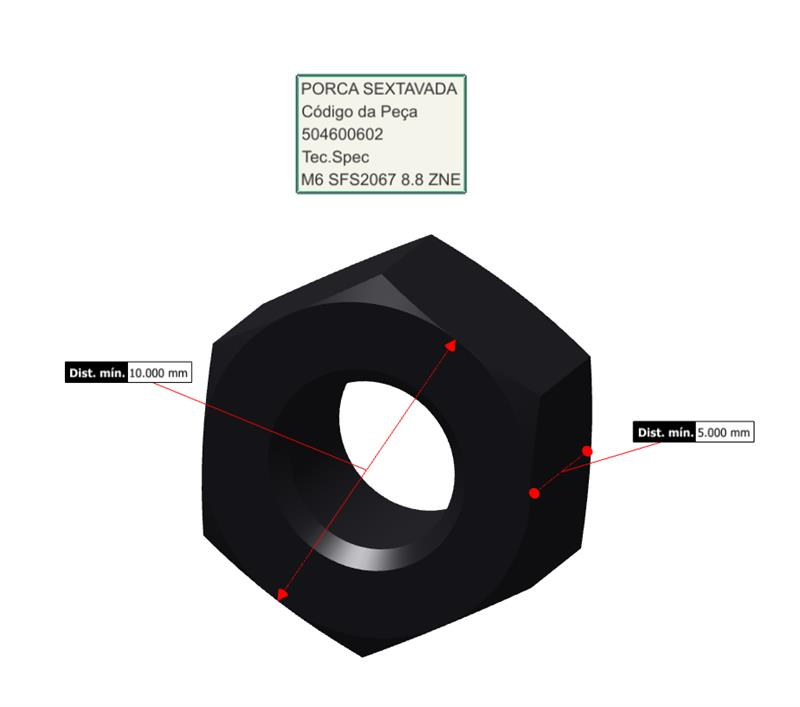 PORCA SEXTAVADA
Código da Peça
504600602
Tec.Spec
M6 SFS2067 8.8 ZNE
Dist. mín. 10.000 mm
Dist. mín. 5.000 mm